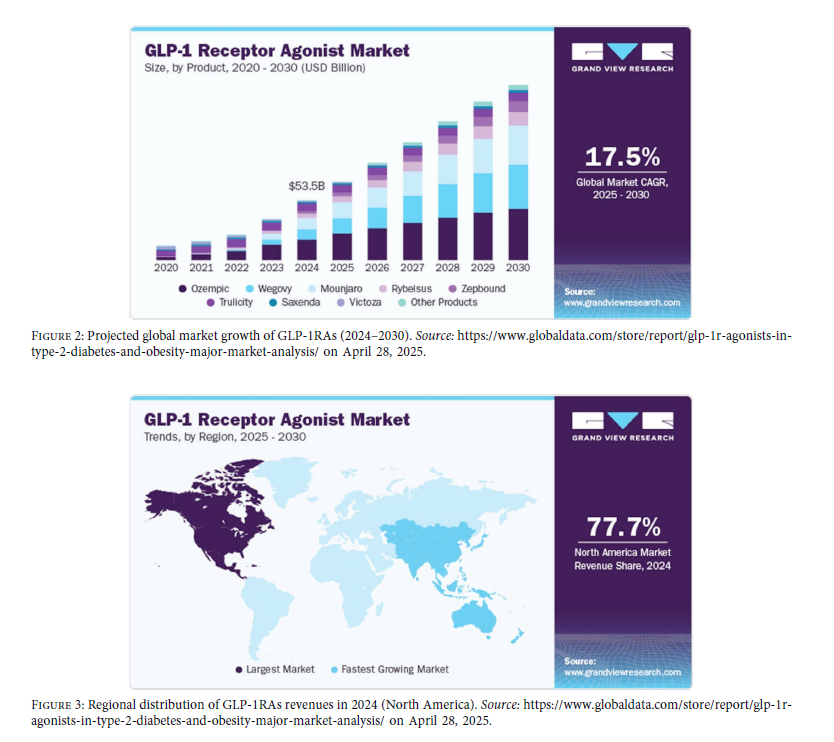 GLP-1 Receptor Agonist Market
Size, by Product, 2020 - 2030 (USD Billion)
$53.5B
2020 2021 2022 2023 2024 2025 2026 2027 2028 2029 2030
Ozempic Wegovy Mounjaro Rybelsus Zepbound
Trulicity Saxenda Victoza Other Products
GRAND VIEW RESEARCH
17.5%
Global Market CAGR,
2025 - 2030
Source:
www.grandviewresearch.com
FIGURE 2: Projected global market growth of GLP-1RAs (2024–2030). Source: https://www.globaldata.com/store/report/glp-1r-agonists-in-
type-2-diabetes-and-obesity-major-market-analysis/ on April 28, 2025.
GLP-1 Receptor Agonist Market
Trends, by Region, 2025 - 2030
Largest Market Fastest Growing Market
GRAND VIEW RESEARCH
77.7%
North America Market
Revenue Share, 2024
Source:
www.grandviewresearch.com
FIGURE 3: Regional distribution of GLP-1RAs revenues in 2024 (North America). Source: https://www.globaldata.com/store/report/glp-1r-
agonists-in-type-2-diabetes-and-obesity-major-market-analysis/ on April 28, 2025.